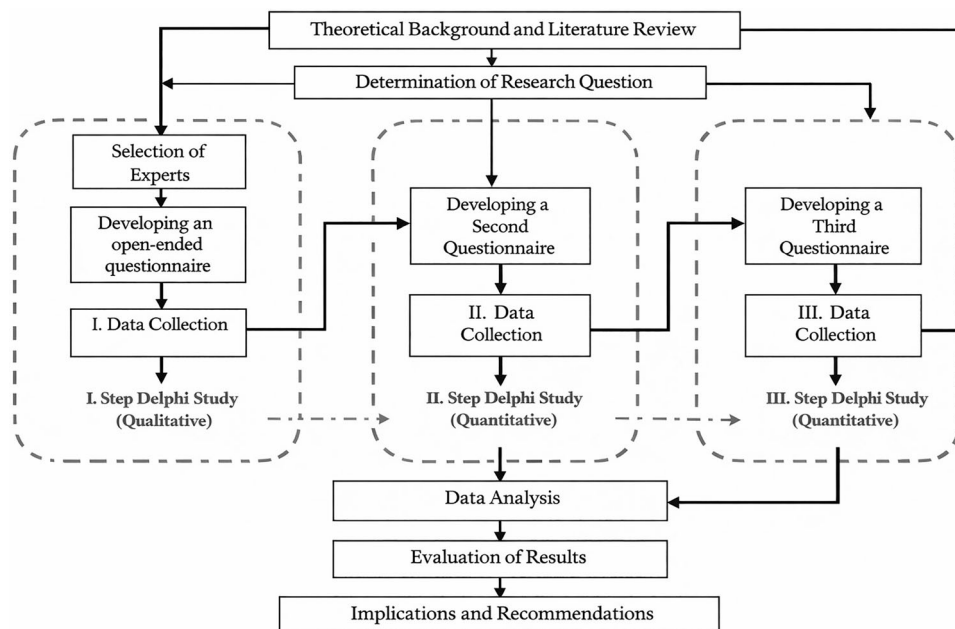 Theoretical Background and Literature Review
Determination of Research Question
Selection of
Experts
Developing an
open-ended
questionnaire
I. Data Collection
I. Step Delphi Study
(Qualitative)
Developing a
Second
Questionnaire
II. Data
Collection
II. Step Delphi Study
(Quantitative)
Developing a
Third
Questionnaire
III. Data
Collection
III. Step Delphi Study
(Quantitative)
Data Analysis
Evaluation of Results
Implications and Recommendations